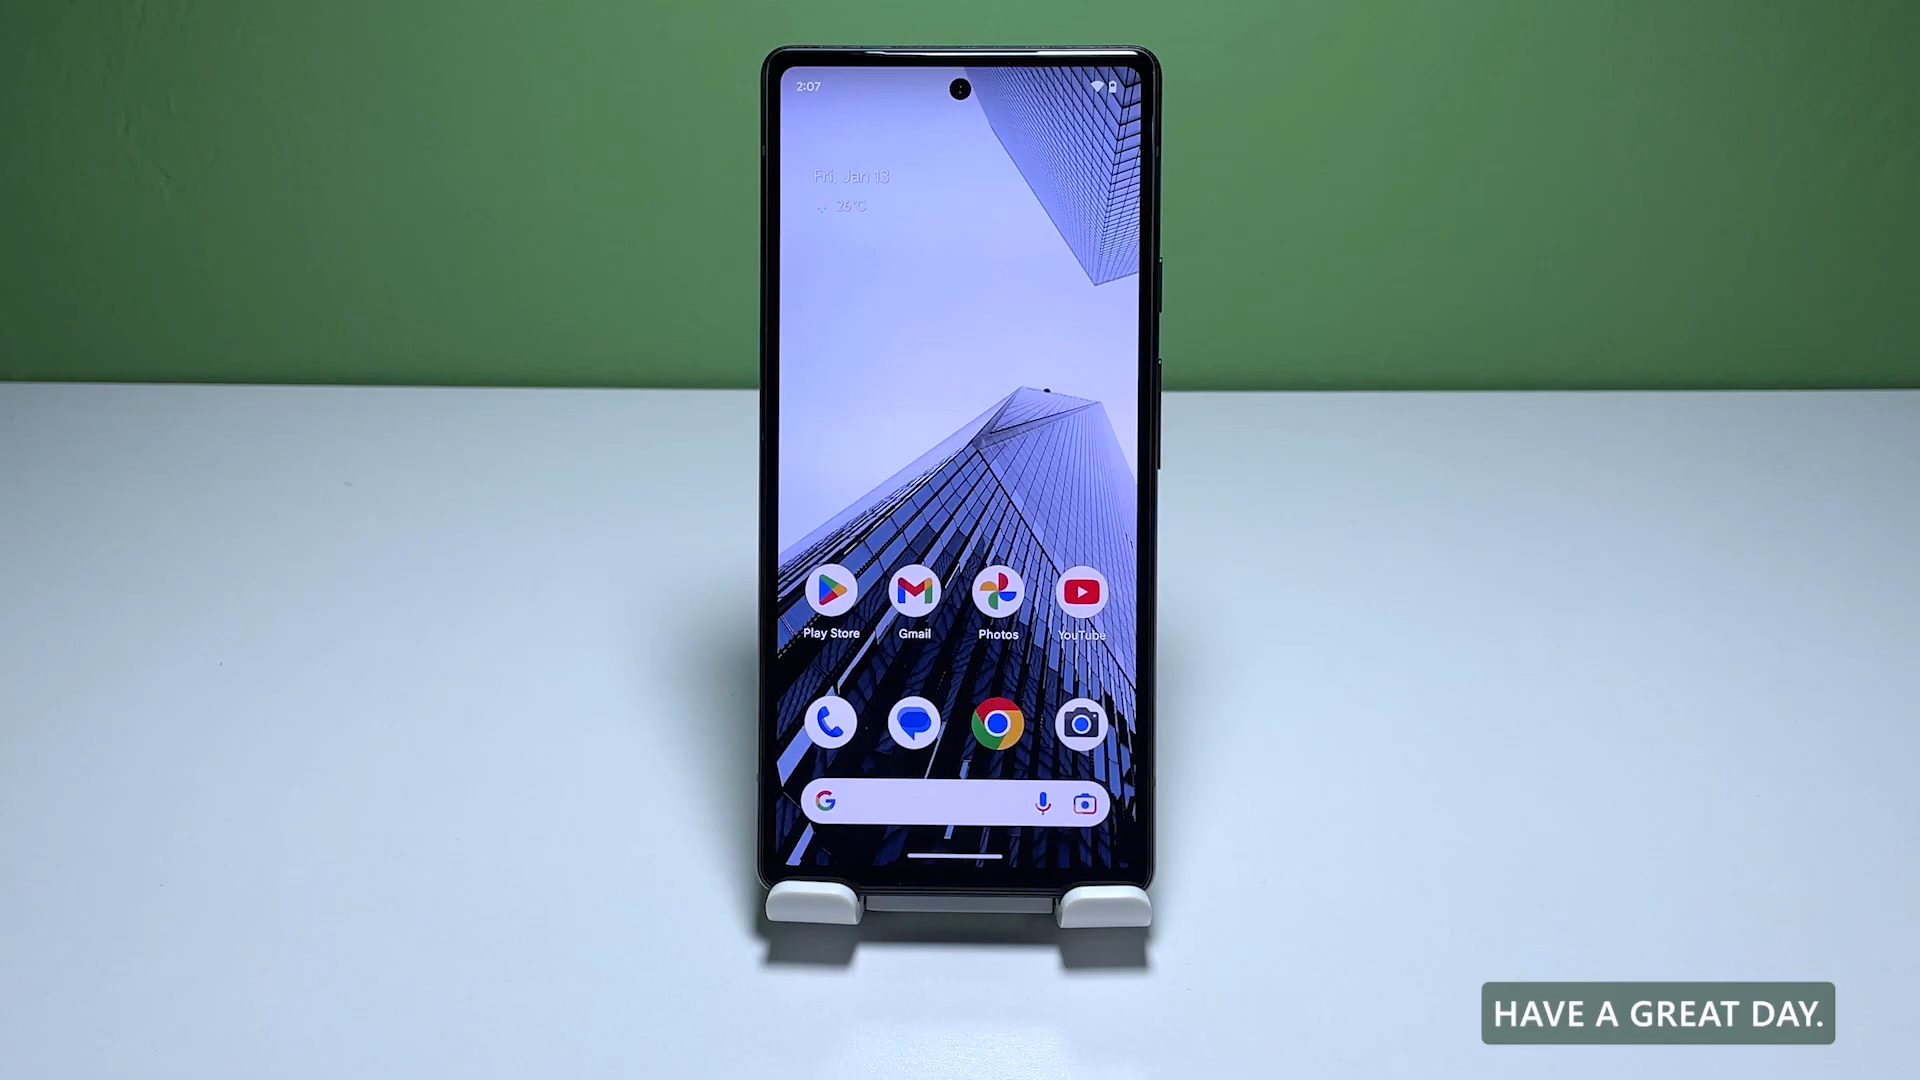 2:07
Fri, Jan 13
26°C
Play Store
Gmail
Photos
YouTube
G
HAVE A GREAT DAY.